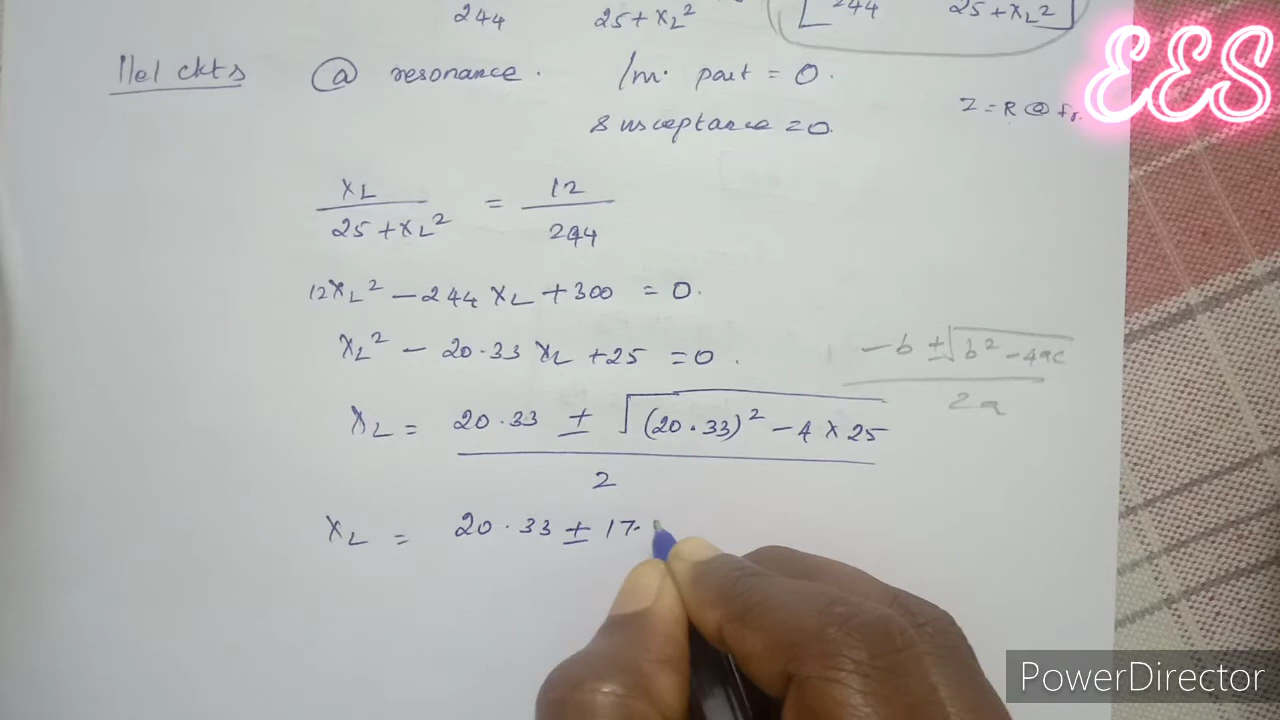 244    25+XL²    244    25+XL²
EES
llel ckts @ resonance. Im. part = 0.
Z = R @ fr.
susceptance = 0.
XL / 25+XL² = 12 / 244
12XL² - 244 XL + 300 = 0.
XL² - 20.33 XL + 25 = 0.
-b ± √b² - 4ac / 2a
XL = 20.33 ± √(20.33)² - 4 × 25 / 2
XL = 20.33 ± 17.
PowerDirector